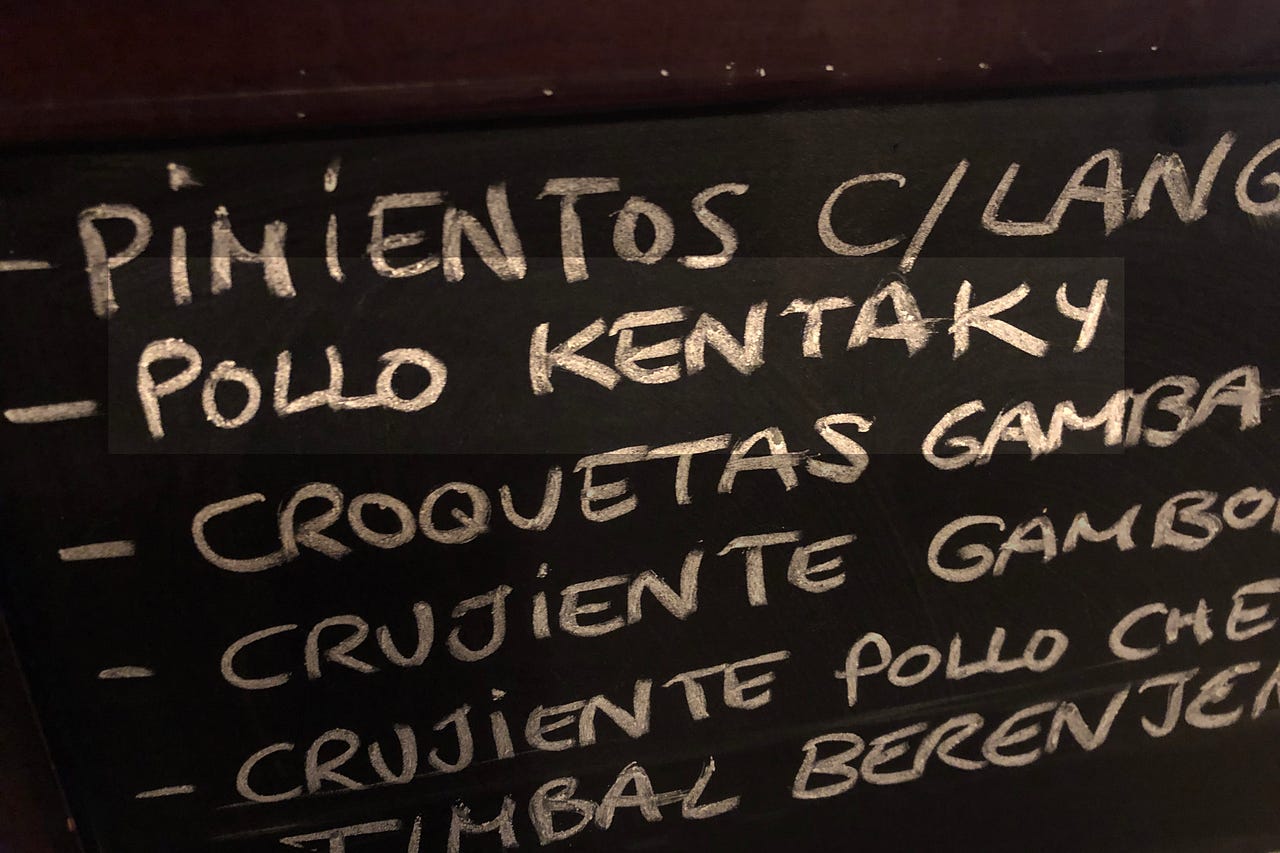 - PIMIENTOS C/LANG
- POLLO KENTAKY
- CROQUETAS GAMBA
- CRUJIENTE GAMBO
- CRUJIENTE POLLO CHE
TIMBAL BERENJEN